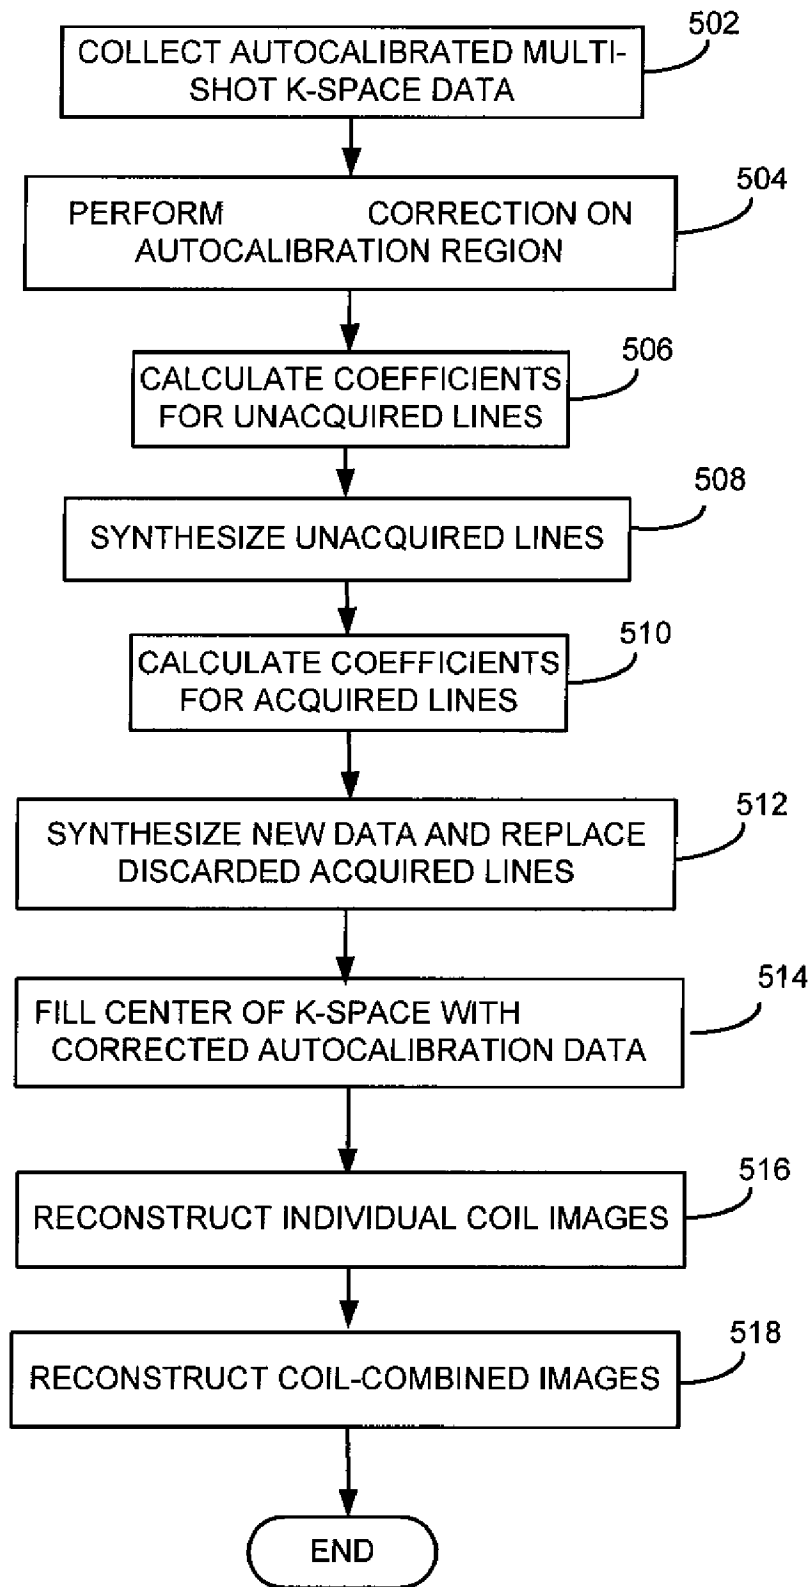 502
COLLECT AUTOCALIBRATED MULTI-
SHOT K-SPACE DATA
504
PERFORM CORRECTION ON
AUTOCALIBRATION REGION
506
CALCULATE COEFFICIENTS
FOR UNACQUIRED LINES
508
SYNTHESIZE UNACQUIRED LINES
510
CALCULATE COEFFICIENTS
FOR ACQUIRED LINES
512
SYNTHESIZE NEW DATA AND REPLACE
DISCARDED ACQUIRED LINES
514
FILL CENTER OF K-SPACE WITH
CORRECTED AUTOCALIBRATION DATA
516
RECONSTRUCT INDIVIDUAL COIL IMAGES
518
RECONSTRUCT COIL-COMBINED IMAGES
END